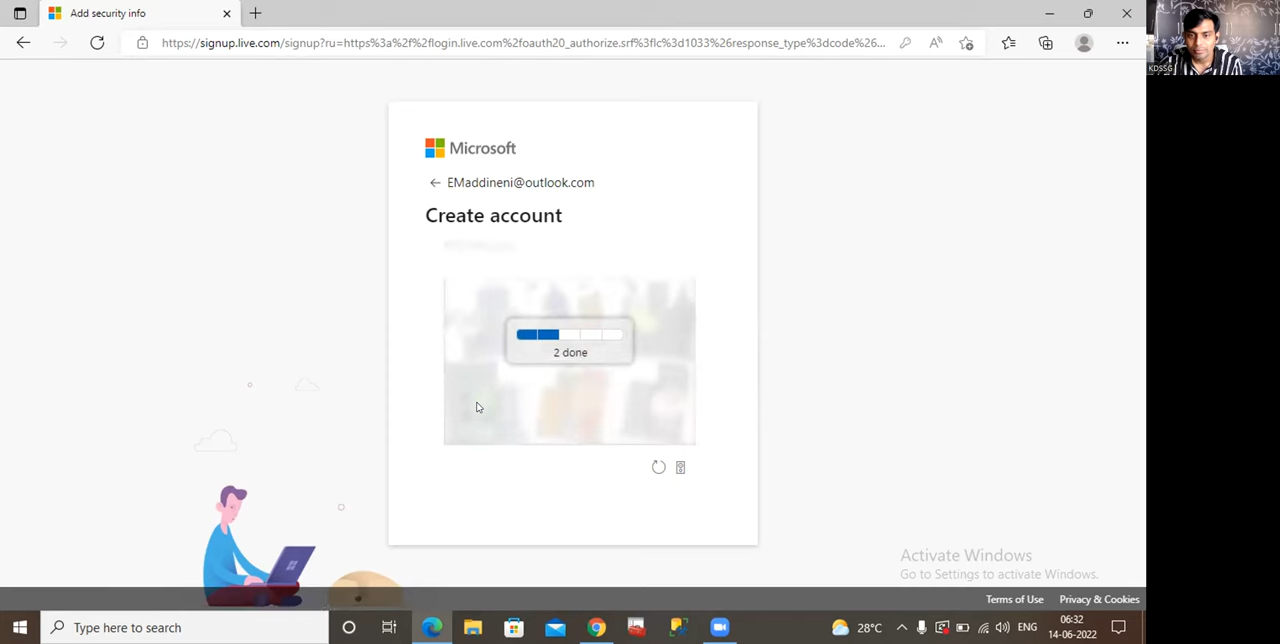 Add security info
https://signup.live.com/signup?ru=https%3a%2f%2flogin.live.com%2foauth20_authorize.srf%3flc%3d1033%26response_type%3dcode%26...
KDSSG
Microsoft
← EMaddineni@outlook.com
Create account
2 done
Activate Windows
Go to Settings to activate Windows.
Terms of Use Privacy & Cookies
Type here to search
28°C
ENG
06:32
14-06-2022